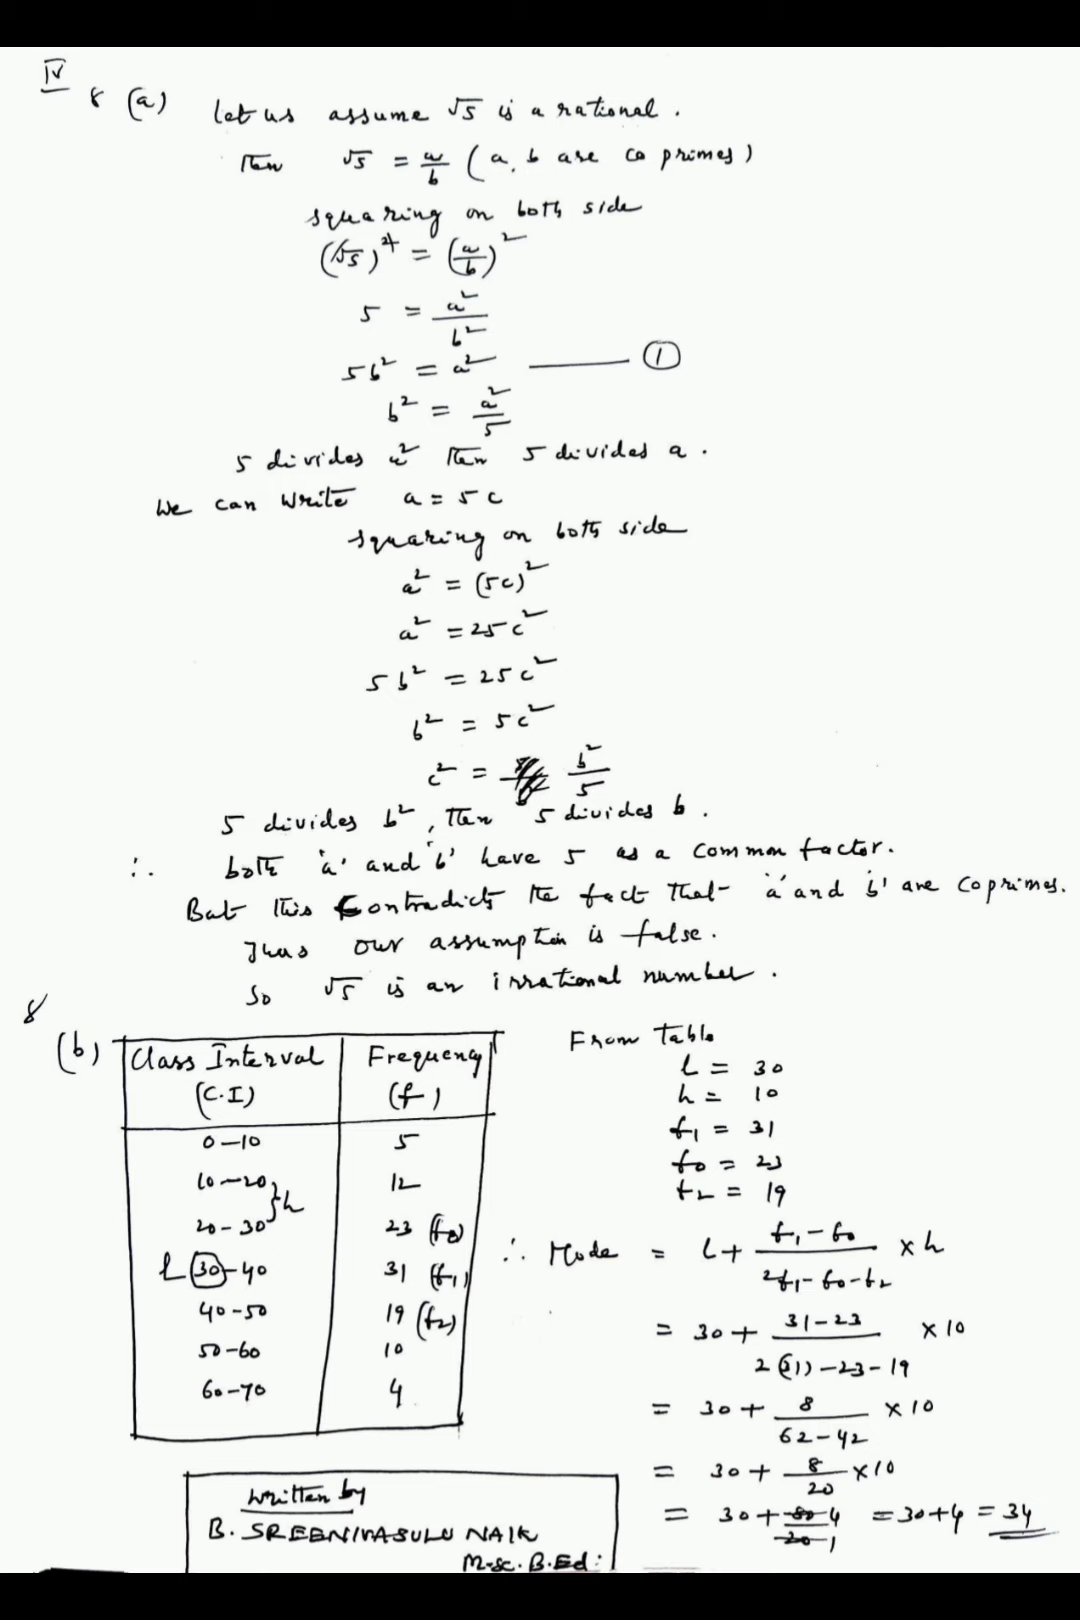 IV
8 (a) Let us assume √5 is a rational.
Then √5 = a/b (a, b are co primes)
squaring on both side
(√5)² = (a/b)²
5 = a²/b²
5b² = a² ——— ①
b² = a²/5
5 divides a² then 5 divides a.
We can write a = 5c
squaring on both side
a² = (5c)²
a² = 25c²
5b² = 25c²
b² = 5c²
c² = b²/5
5 divides b², then 5 divides b.
∴ both 'a' and 'b' have 5 as a common factor.
But this contradicts the fact that 'a' and 'b' are coprimes.
Thus our assumption is false.
So √5 is an irrational number.
8
(b) Class Interval (C.I) Frequency (f)
0-10 5
10-20 12
}h
20-30 23 (f0)
l 30-40 31 (f1)
40-50 19 (f2)
50-60 10
60-70 4
From Table
l = 30
h = 10
f1 = 31
f0 = 23
f2 = 19
∴ Mode = l + (f1-f0)/(2f1-f0-f2) × h
= 30 + (31-23)/(2(31)-23-19) × 10
= 30 + 8/(62-42) × 10
= 30 + 8/20 × 10
= 30 + 80 4/20 1 = 30+4 = 34
written by
B. SREENIVASULU NAIK
M.sc. B.Ed: